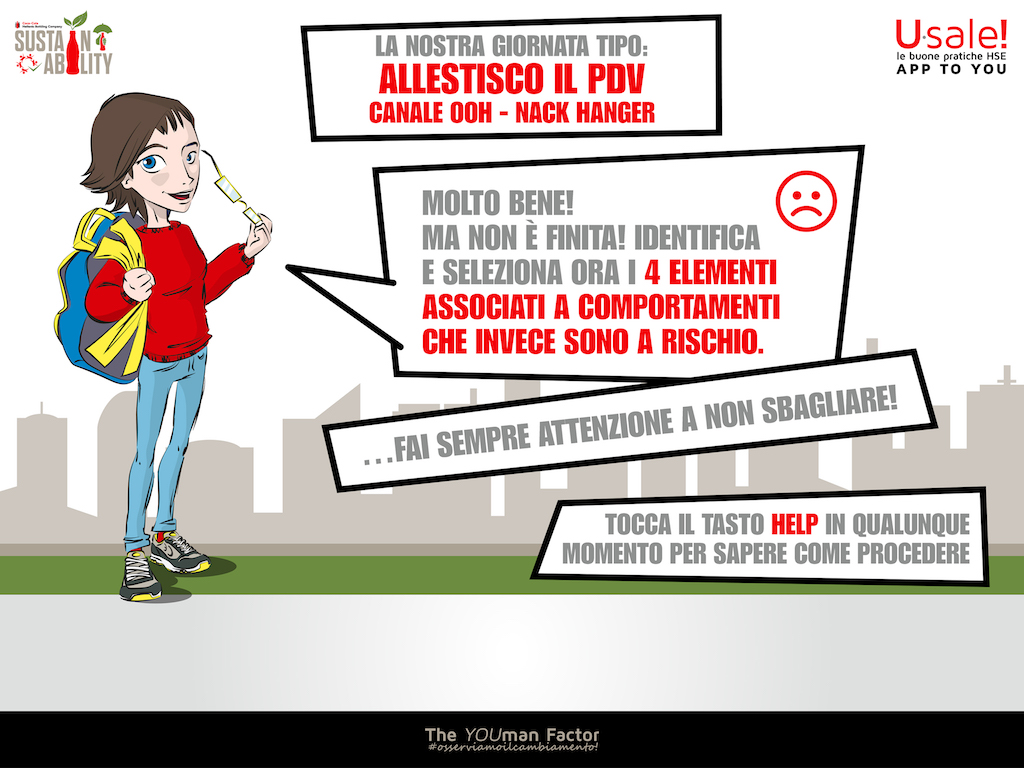 Coca-Cola
Hellenic Bottling Company
SUSTAIN
ABILITY
U·sale!
le buone pratiche HSE
APP TO YOU
LA NOSTRA GIORNATA TIPO:
ALLESTISCO IL PDV
CANALE OOH - NACK HANGER
MOLTO BENE!
MA NON È FINITA! IDENTIFICA
E SELEZIONA ORA I 4 ELEMENTI
ASSOCIATI A COMPORTAMENTI
CHE INVECE SONO A RISCHIO.
...FAI SEMPRE ATTENZIONE A NON SBAGLIARE!
TOCCA IL TASTO HELP IN QUALUNQUE
MOMENTO PER SAPERE COME PROCEDERE
The YOUman Factor
#osserviamoilcambiamento!